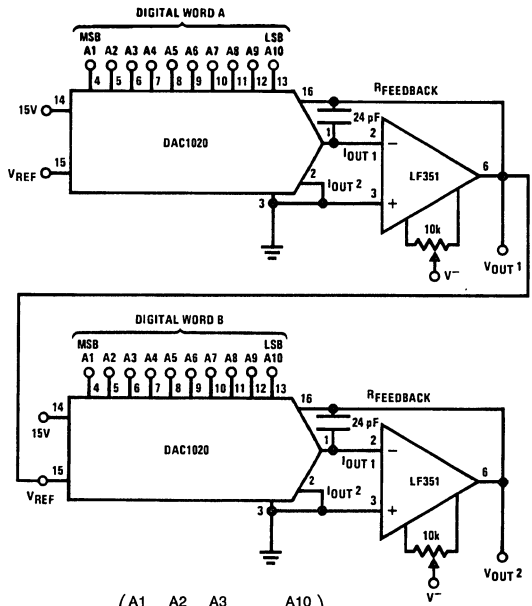 DIGITAL WORD A
MSB LSB
A1 A2 A3 A4 A5 A6 A7 A8 A9 A10
4 5 6 7 8 9 10 11 12 13
16 RFEEDBACK
15V 14
24 pF
DAC1020
1 2
IOUT 1
LF351
6
VREF 15
2
IOUT 2
3 3
10k
V−
VOUT 1
DIGITAL WORD B
MSB LSB
A1 A2 A3 A4 A5 A6 A7 A8 A9 A10
4 5 6 7 8 9 10 11 12 13
16 RFEEDBACK
14
15V
24 pF
DAC1020
1 2
IOUT 1
LF351
6
15
VREF
2
IOUT 2
3 3
10k
V−
VOUT 2
(A1 A2 A3 A10)